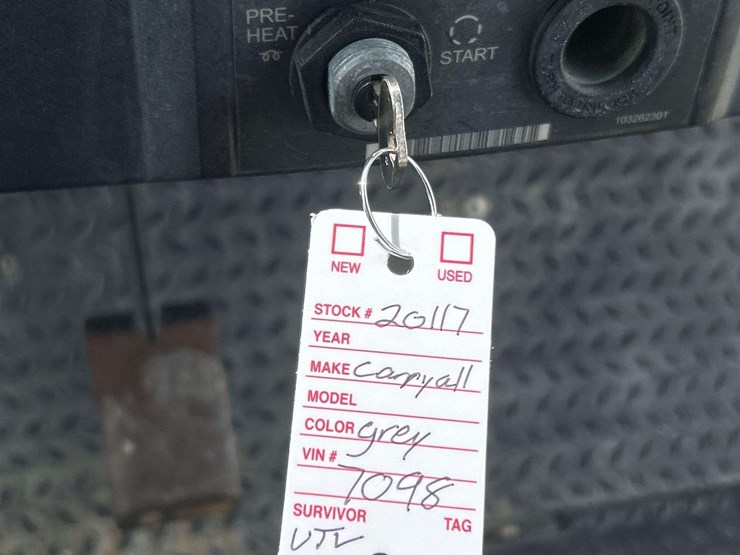 PRE-
HEAT
START
103262301
NEW
USED
STOCK # 20117
YEAR
MAKE Carryall
MODEL
COLOR grey
VIN #
7098
SURVIVOR TAG
UTV